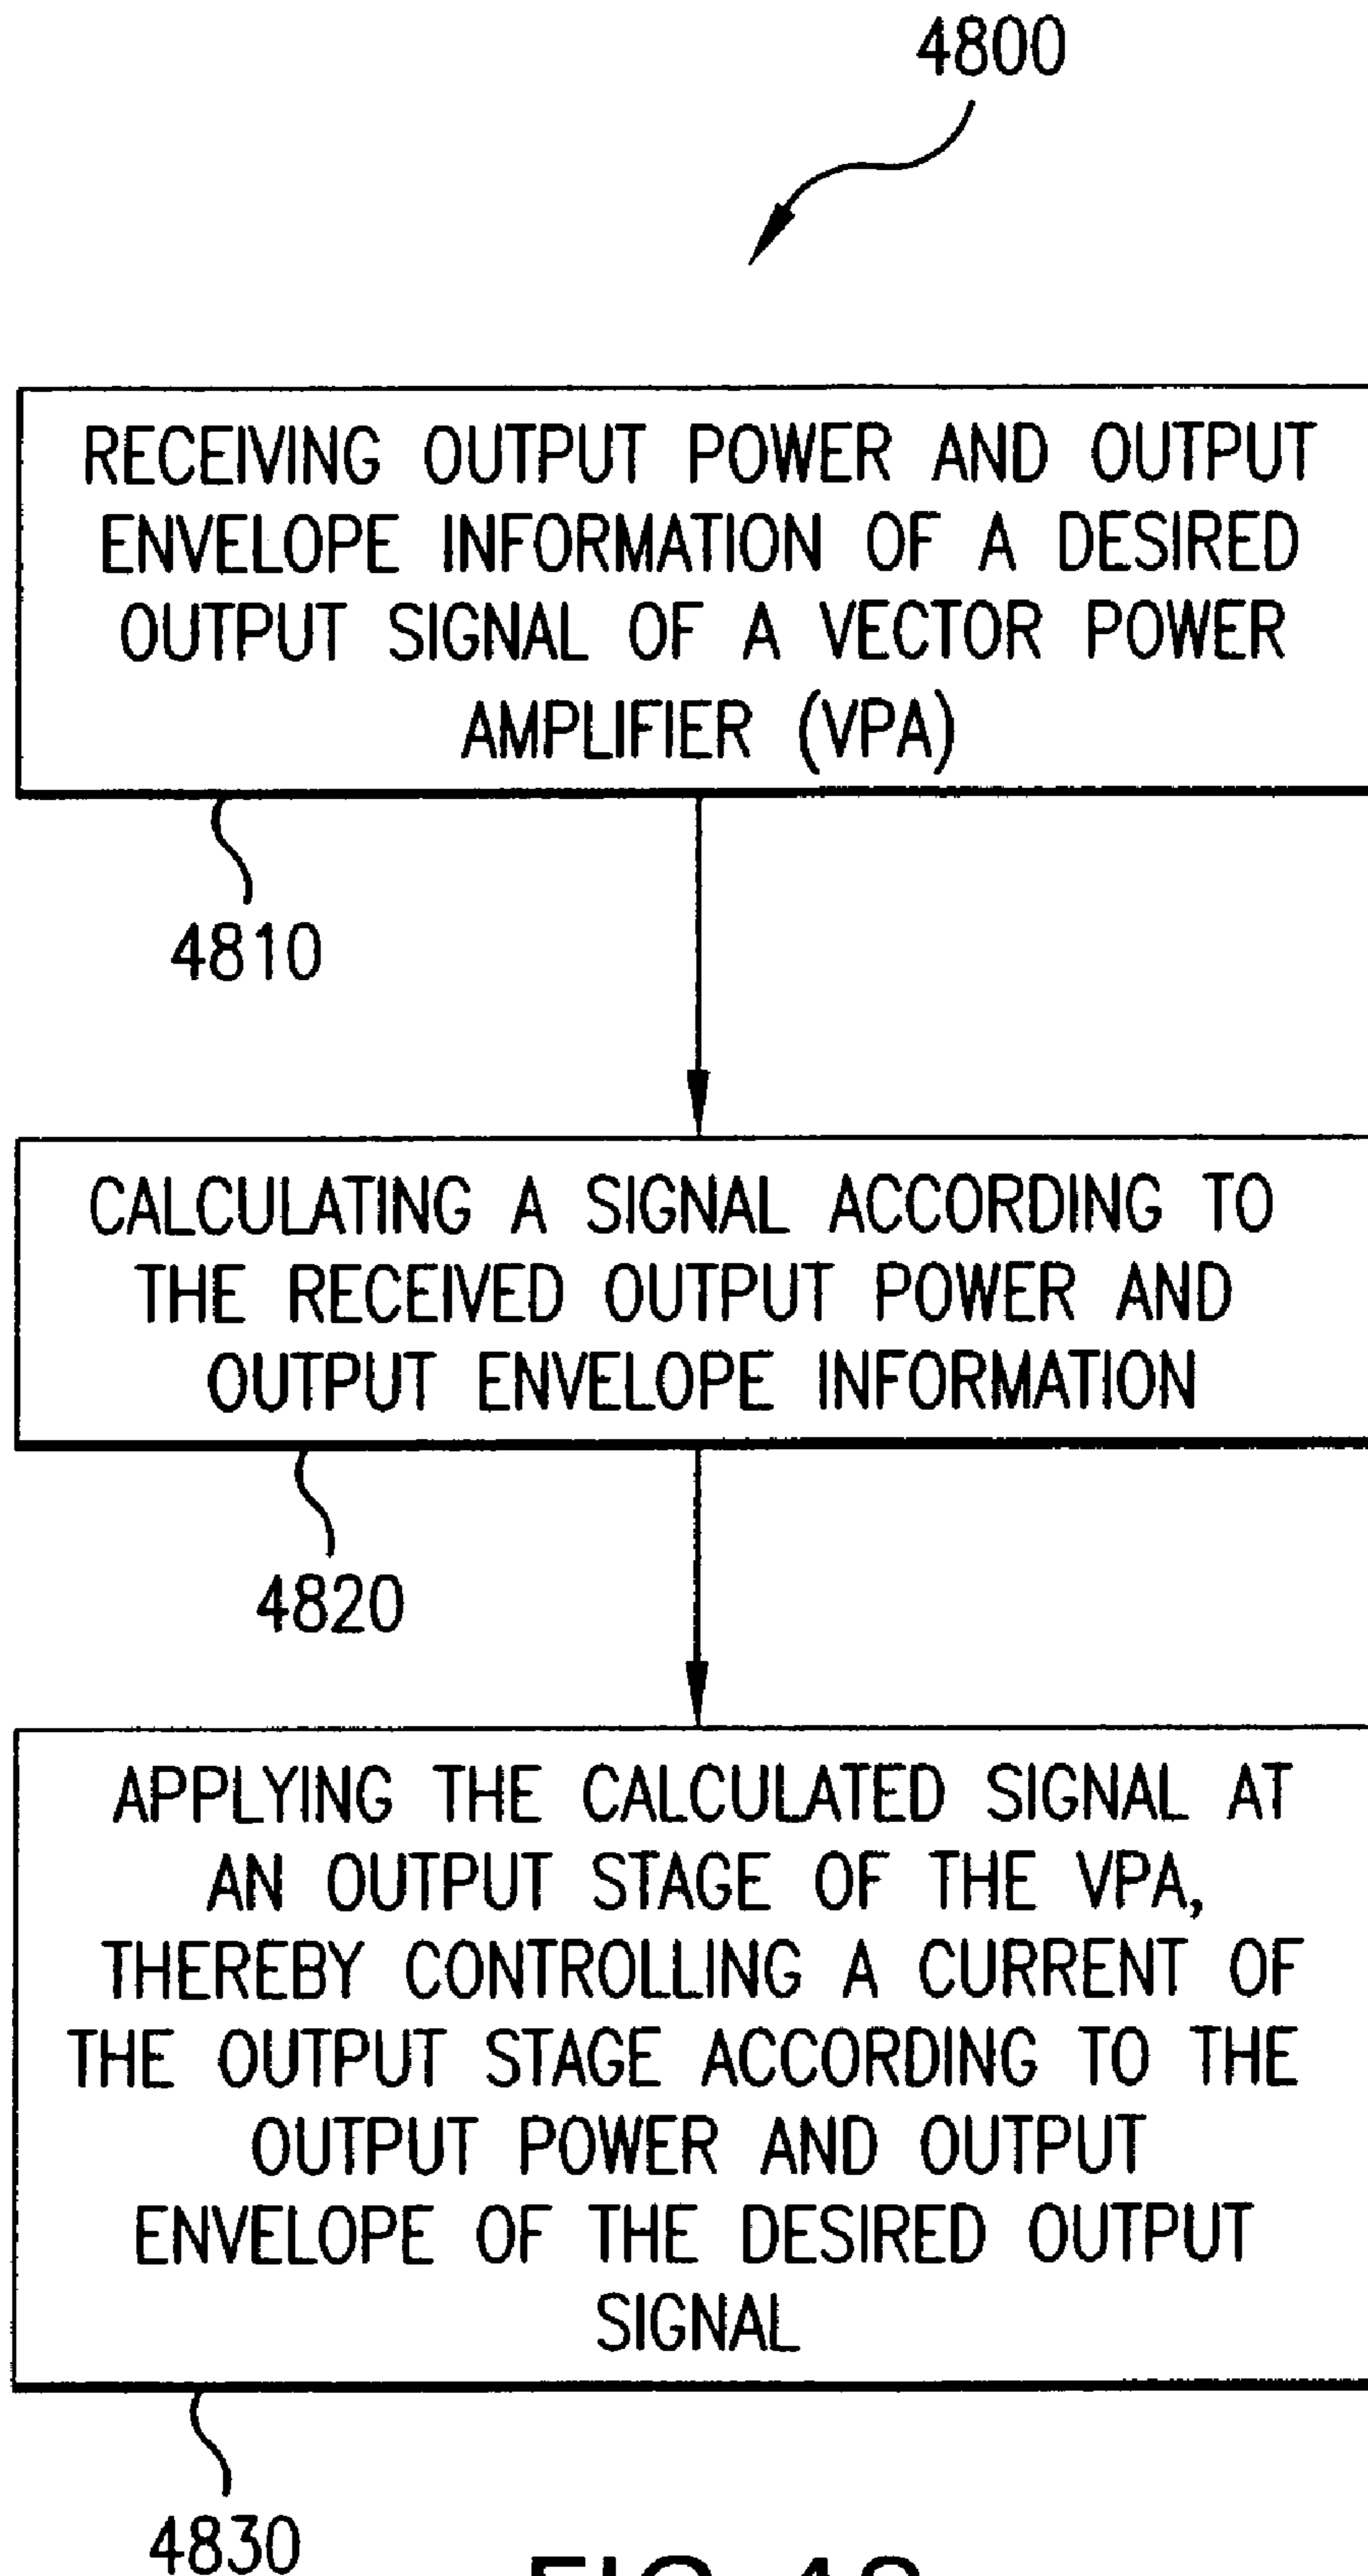 4800
RECEIVING OUTPUT POWER AND OUTPUT
ENVELOPE INFORMATION OF A DESIRED
OUTPUT SIGNAL OF A VECTOR POWER
AMPLIFIER (VPA)
4810
CALCULATING A SIGNAL ACCORDING TO
THE RECEIVED OUTPUT POWER AND
OUTPUT ENVELOPE INFORMATION
4820
APPLYING THE CALCULATED SIGNAL AT
AN OUTPUT STAGE OF THE VPA,
THEREBY CONTROLLING A CURRENT OF
THE OUTPUT STAGE ACCORDING TO THE
OUTPUT POWER AND OUTPUT
ENVELOPE OF THE DESIRED OUTPUT
SIGNAL
4830